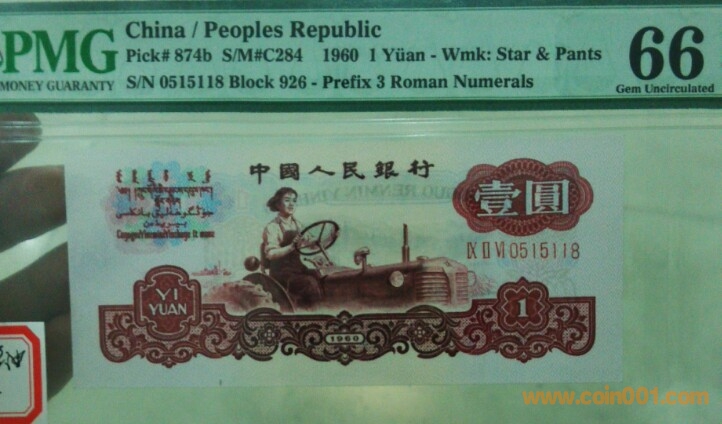 PMG
MONEY GUARANTY
China / Peoples Republic
Pick# 874b S/M#C284 1960 1 Yüan - Wmk: Star & Pants
S/N 0515118 Block 926 - Prefix 3 Roman Numerals
66
Gem Uncirculated
中國人民銀行
壹圓
IX II VI 0515118
YI
YUAN
1960
1
www.coin001.com